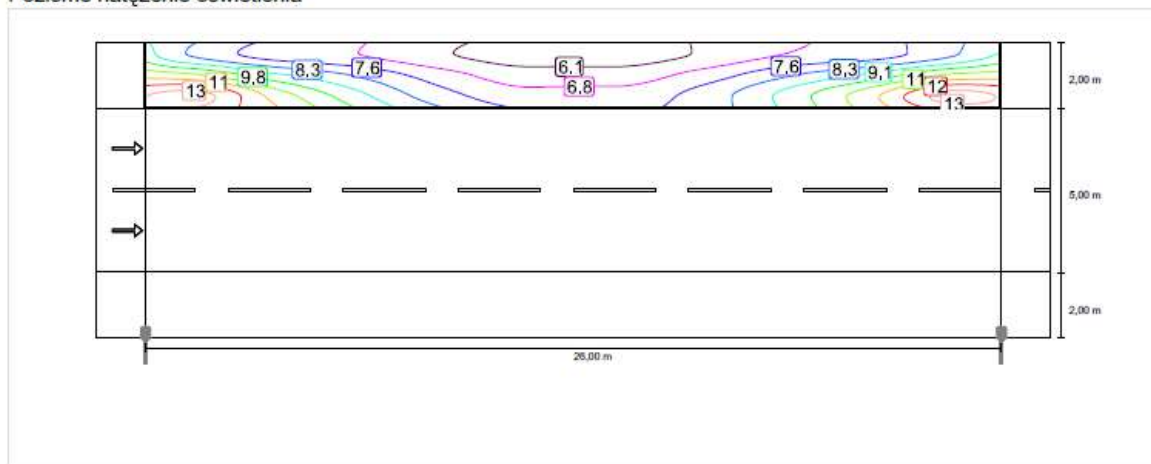 Poziome natężenie oświetlenia
13 11 9,8 8,3 7,6 6,1 6,8 7,6 8,3 9,1 11 12 13
2,00 m
5,00 m
2,00 m
26,00 m